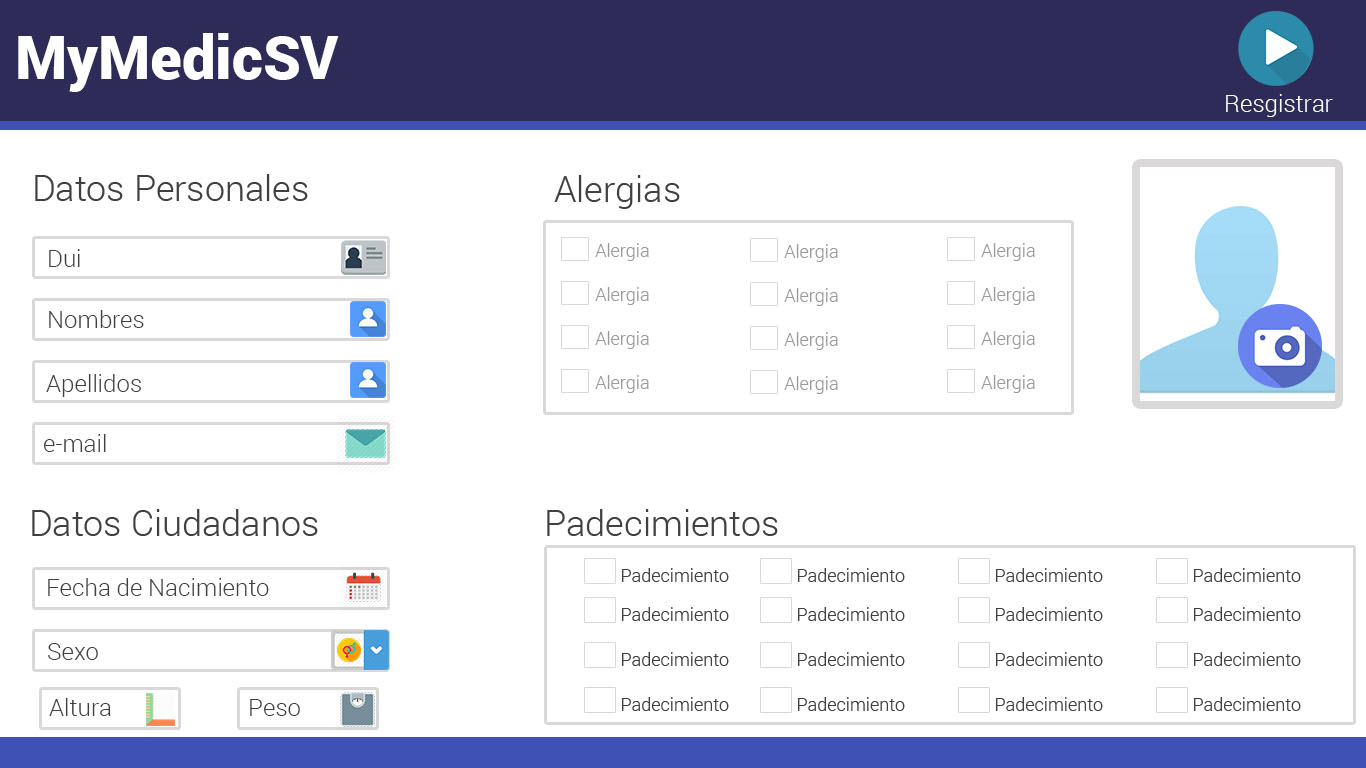 MyMedicSV
Resgistrar
Datos Personales
Dui
Nombres
Apellidos
e-mail
Datos Ciudadanos
Fecha de Nacimiento
Sexo
Altura Peso
Alergias
Alergia Alergia Alergia
Alergia Alergia Alergia
Alergia Alergia Alergia
Alergia Alergia Alergia
Padecimientos
Padecimiento Padecimiento Padecimiento Padecimiento
Padecimiento Padecimiento Padecimiento Padecimiento
Padecimiento Padecimiento Padecimiento Padecimiento
Padecimiento Padecimiento Padecimiento Padecimiento